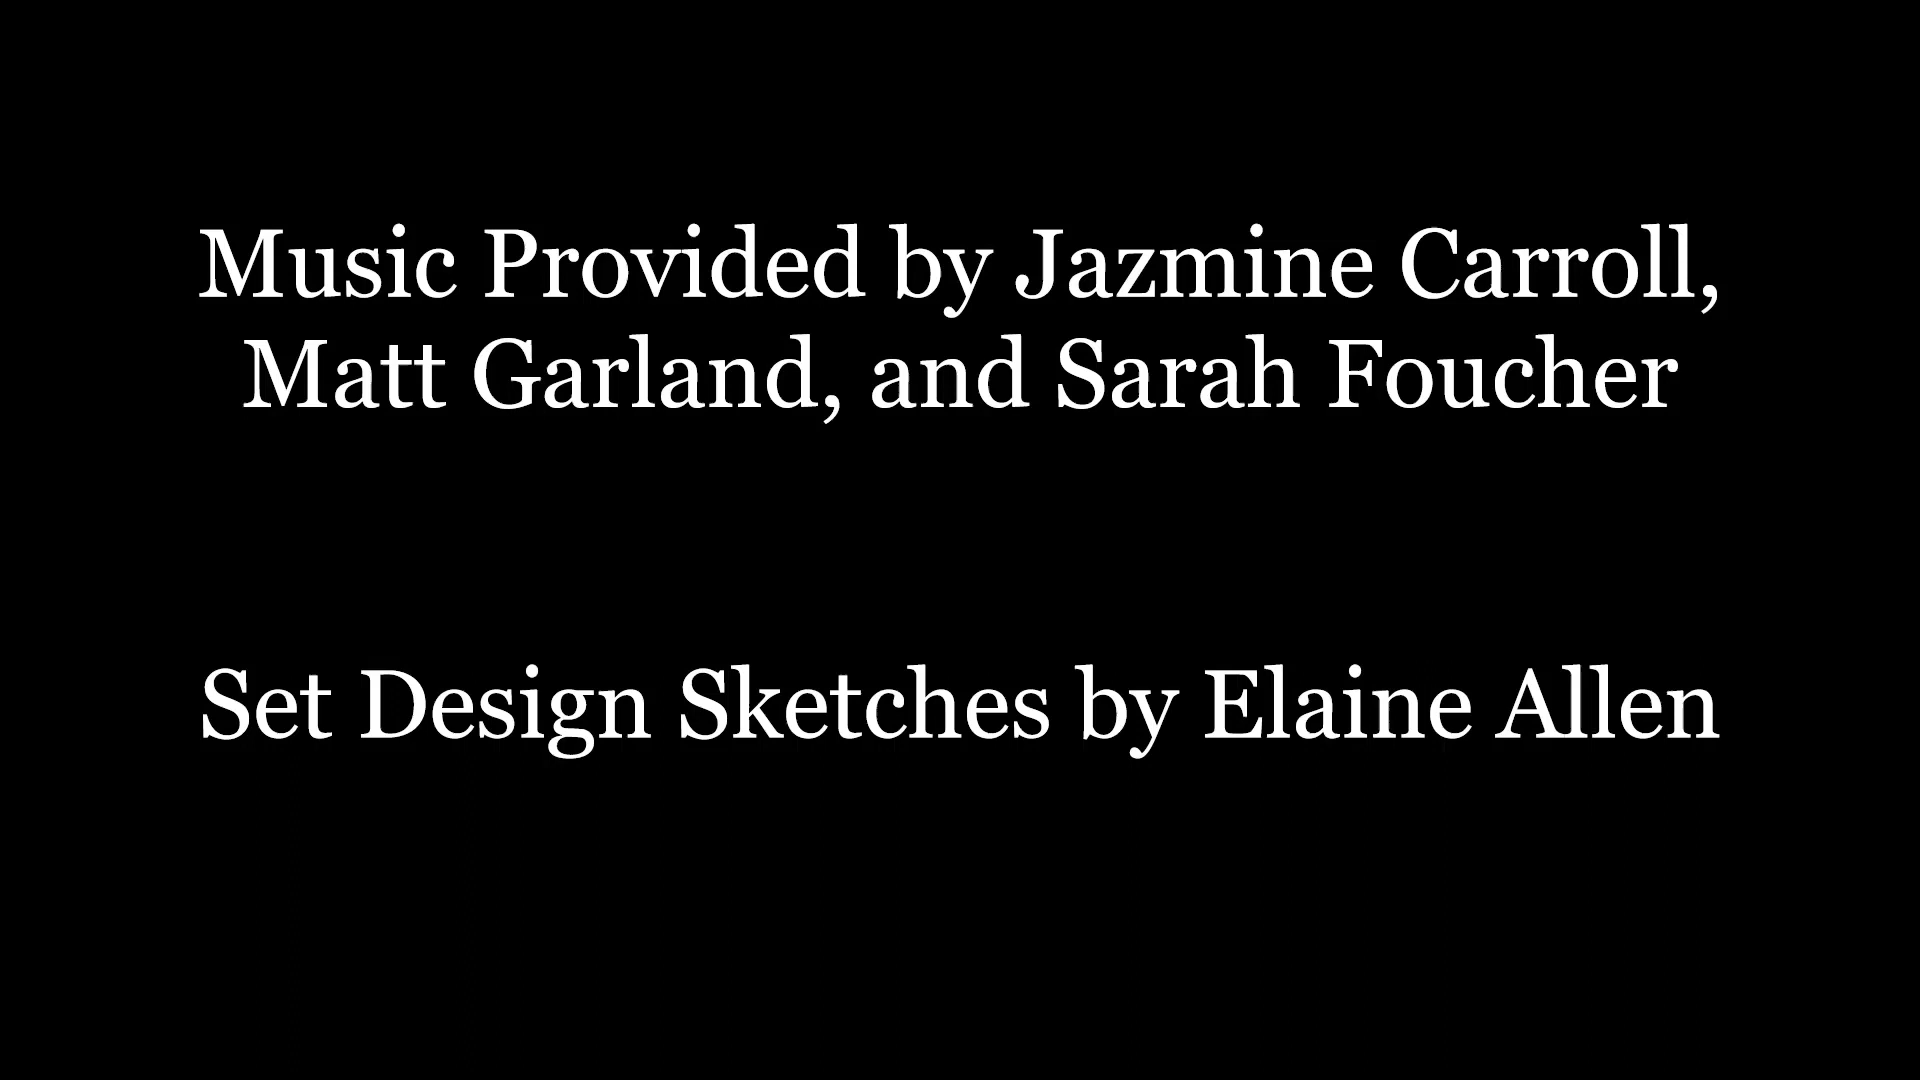 Music Provided by Jazmine Carroll,
Matt Garland, and Sarah Foucher
Set Design Sketches by Elaine Allen